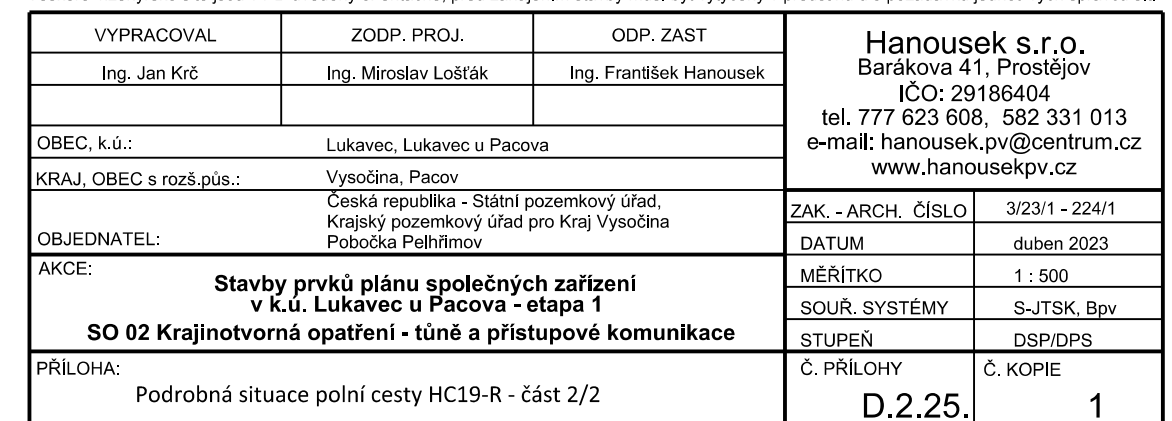 VYPRACOVAL ZODP. PROJ. ODP. ZAST
Ing. Jan Krč Ing. Miroslav Lošťák Ing. František Hanousek
Hanousek s.r.o.
Barákova 41, Prostějov
IČO: 29186404
tel. 777 623 608, 582 331 013
e-mail: hanousek.pv@centrum.cz
www.hanousekpv.cz
OBEC, k.ú.: Lukavec, Lukavec u Pacova
KRAJ, OBEC s rozš.půs.: Vysočina, Pacov
Česká republika - Státní pozemkový úřad,
Krajský pozemkový úřad pro Kraj Vysočina
OBJEDNATEL: Pobočka Pelhřimov
ZAK. - ARCH. ČÍSLO 3/23/1 - 224/1
DATUM duben 2023
MĚŘÍTKO 1 : 500
SOUŘ. SYSTÉMY S-JTSK, Bpv
STUPEŇ DSP/DPS
AKCE:
Stavby prvků plánu společných zařízení
v k.ú. Lukavec u Pacova - etapa 1
SO 02 Krajinotvorná opatření - tůně a přístupové komunikace
PŘÍLOHA:
Podrobná situace polní cesty HC19-R - část 2/2
Č. PŘÍLOHY Č. KOPIE
D.2.25. 1